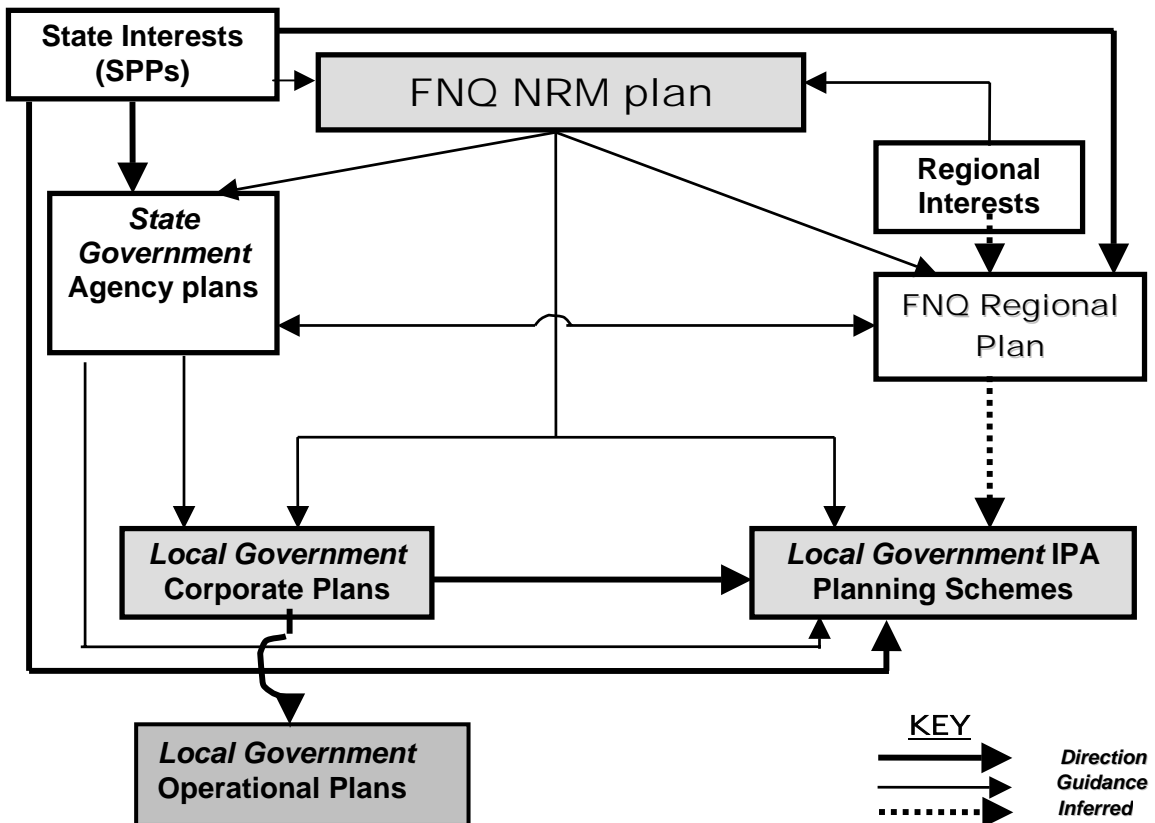 State Interests
(SPPs)
FNQ NRM plan
Regional
Interests
State
Government
Agency plans
FNQ Regional
Plan
Local Government
Corporate Plans
Local Government IPA
Planning Schemes
Local Government
Operational Plans
KEY
Direction
Guidance
Inferred